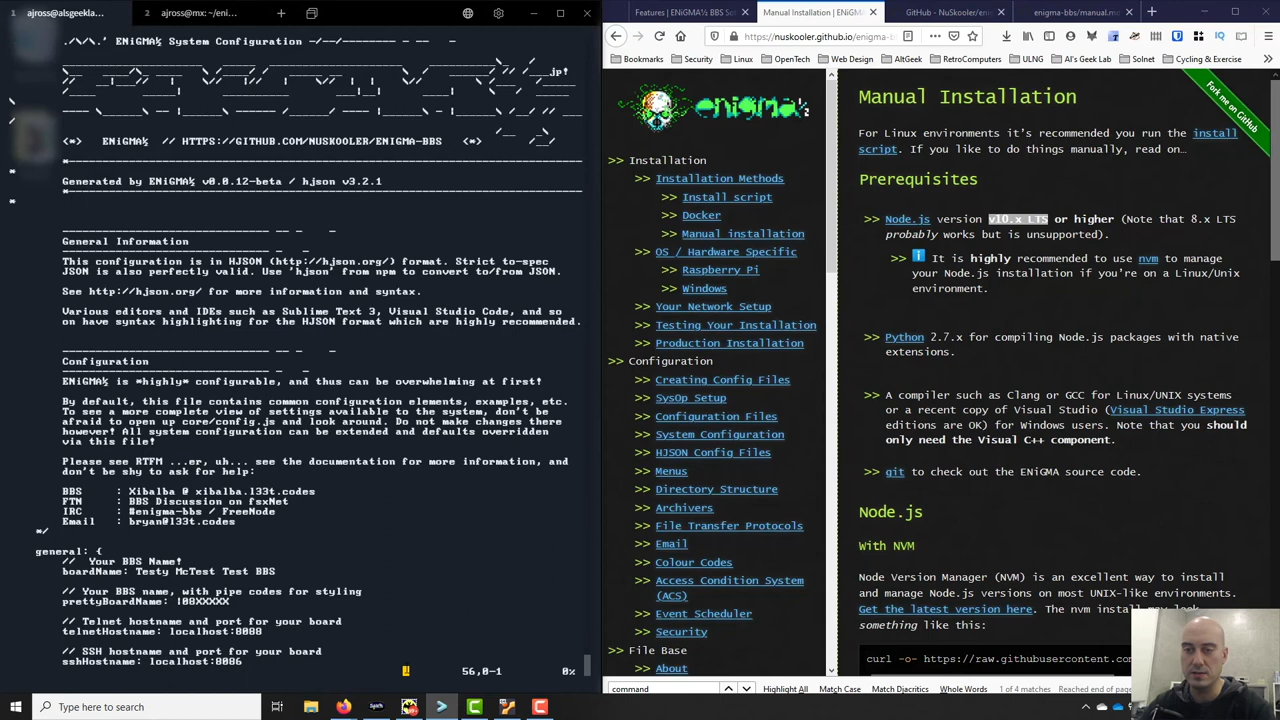 1 ajross@alsgeekla...
2 ajross@mx: ~/eni...
/\/\.' ENiGMA½ System Configuration -/--/-------- - -- -
/__jp!
<*> ENiGMA½ // HTTPS://GITHUB.COM/NUSKOOLER/ENIGMA-BBS <*>
Generated by ENiGMA½ v0.0.12-beta / hjson v3.2.1
General Information
This configuration is in HJSON (http://hjson.org/) format. Strict to-spec
JSON is also perfectly valid. Use 'hjson' from npm to convert to/from JSON.
See http://hjson.org/ for more information and syntax.
Various editors and IDEs such as Sublime Text 3, Visual Studio Code, and so
on have syntax highlighting for the HJSON format which are highly recommended.
Configuration
ENiGMA½ is *highly* configurable, and thus can be overwhelming at first!
By default, this file contains common configuration elements, examples, etc.
To see a more complete view of settings available to the system, don't be
afraid to open up core/config.js and look around. Do not make changes there
however! All system configuration can be extended and defaults overridden
via this file!
Please see RTFM ...er, uh... see the documentation for more information, and
don't be shy to ask for help:
BBS : Xibalba @ xibalba.l33t.codes
FTN : BBS Discussion on fsxNet
IRC : #enigma-bbs / FreeNode
Email : bryan@l33t.codes
*/
general: {
// Your BBS Name!
boardName: Testy McTest Test BBS
// Your BBS name, with pipe codes for styling
prettyBoardName: |08XXXXX
// Telnet hostname and port for your board
telnetHostname: localhost:8088
// SSH hostname and port for your board
sshHostname: localhost:8086
56,0-1 0%
Features | ENiGMA½ BBS So
Manual Installation | ENiG
GitHub - NuSkooler/enigm
enigma-bbs/manual.m
https://nuskooler.github.io/enigma-
Bookmarks Security Linux OpenTech Web Design AltGeek RetroComputers ULNG Al's Geek Lab Solnet Cycling & Exercise
enigma½
>> Installation
>> Installation Methods
>> Install script
>> Docker
>> Manual installation
>> OS / Hardware Specific
>> Raspberry Pi
>> Windows
>> Your Network Setup
>> Testing Your Installation
>> Production Installation
>> Configuration
>> Creating Config Files
>> SysOp Setup
>> Configuration Files
>> System Configuration
>> HJSON Config Files
>> Menus
>> Directory Structure
>> Archivers
>> File Transfer Protocols
>> Email
>> Colour Codes
>> Access Condition System
(ACS)
>> Event Scheduler
>> Security
>> File Base
>> About
Fork me on GitHub
Manual Installation
For Linux environments it's recommended you run the install
script. If you like to do things manually, read on…
Prerequisites
>> Node.js version v10.x LTS or higher (Note that 8.x LTS
probably works but is unsupported).
>> i It is highly recommended to use nvm to manage
your Node.js installation if you're on a Linux/Unix
environment.
>> Python 2.7.x for compiling Node.js packages with native
extensions.
>> A compiler such as Clang or GCC for Linux/UNIX systems
or a recent copy of Visual Studio (Visual Studio Express
editions are OK) for Windows users. Note that you should
only need the Visual C++ component.
>> git to check out the ENiGMA source code.
Node.js
With NVM
Node Version Manager (NVM) is an excellent way to install
and manage Node.js versions on most UNIX-like environments.
Get the latest version here. The nvm install may look
something like this:
curl -o- https://raw.githubusercontent.com
command
Highlight All Match Case Match Diacritics Whole Words 1 of 4 matches Reached end of page
Type here to search